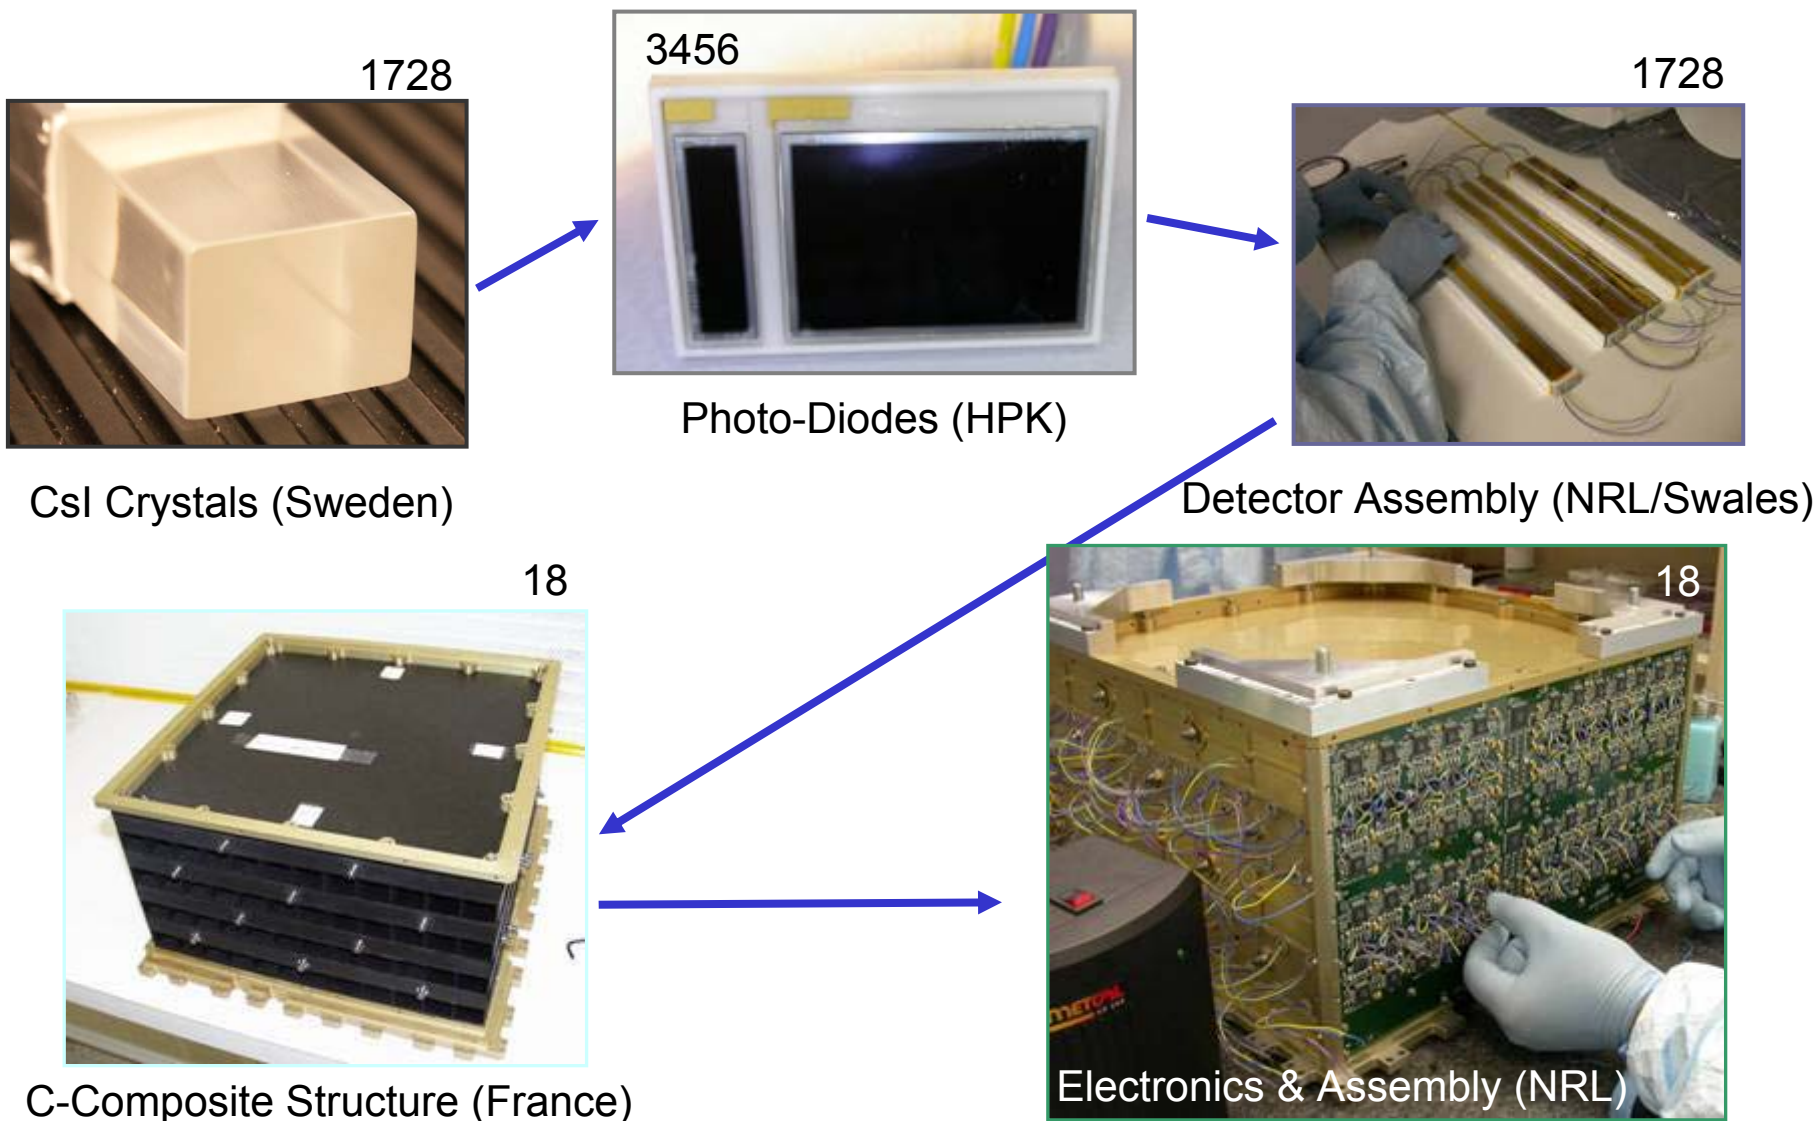 1728
3456
1728
CsI Crystals (Sweden)
Photo-Diodes (HPK)
Detector Assembly (NRL/Swales)
18
18
C-Composite Structure (France)
Electronics & Assembly (NRL)